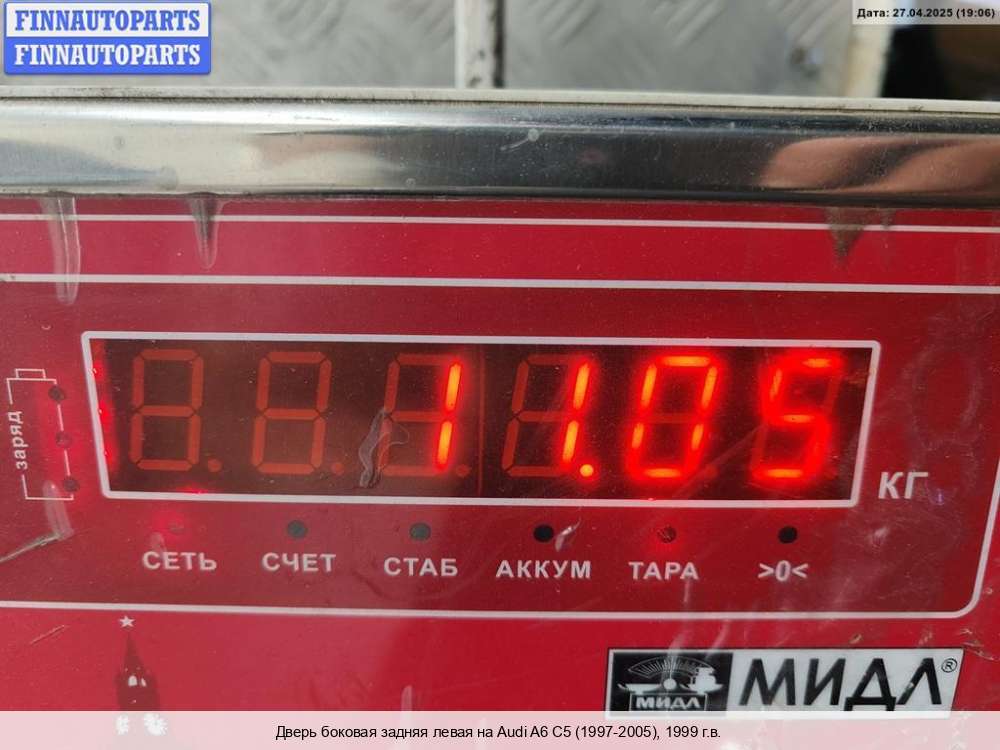 FINNAUTOPARTS
FINNAUTOPARTS
Дата: 27.04.2025 (19:06)
11.05
заряд
КГ
СЕТЬ СЧЕТ СТАБ АККУМ ТАРА >0<
МИДЛ МИДЛ®
Дверь боковая задняя левая на Audi A6 C5 (1997-2005), 1999 г.в.